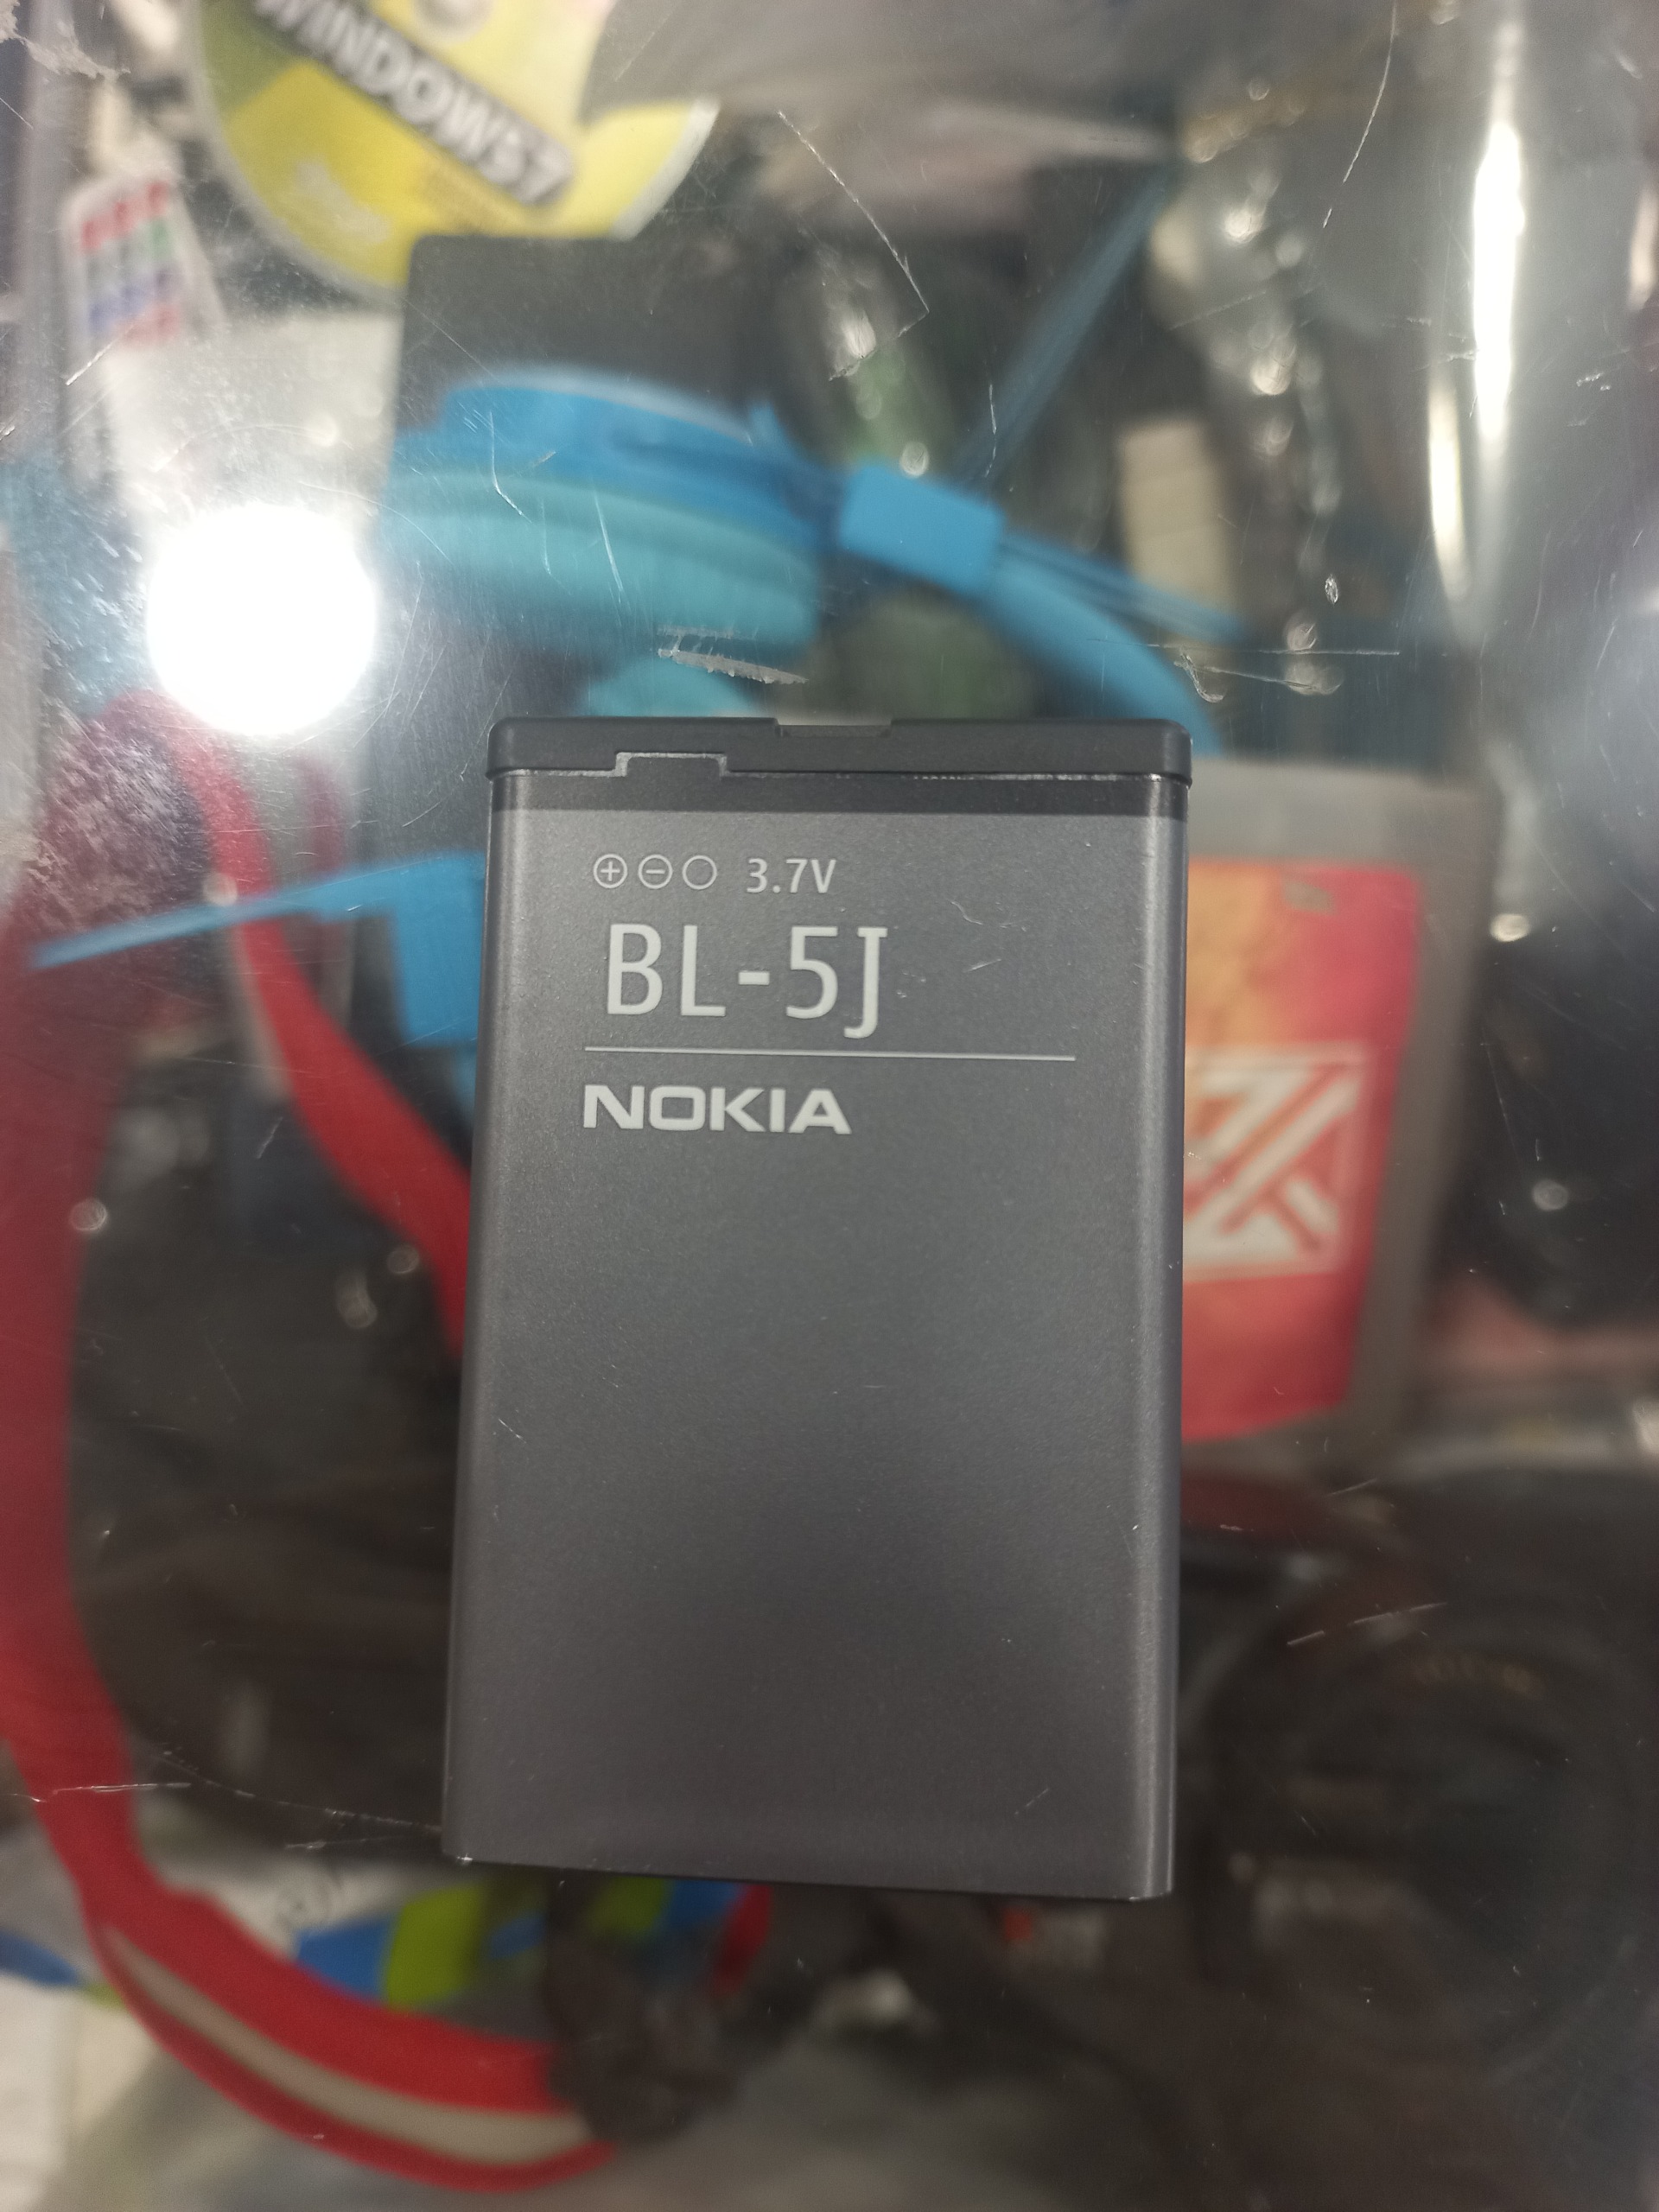 WINDOWS7
⊕⊖○ 3.7V
BL-5J
NOKIA